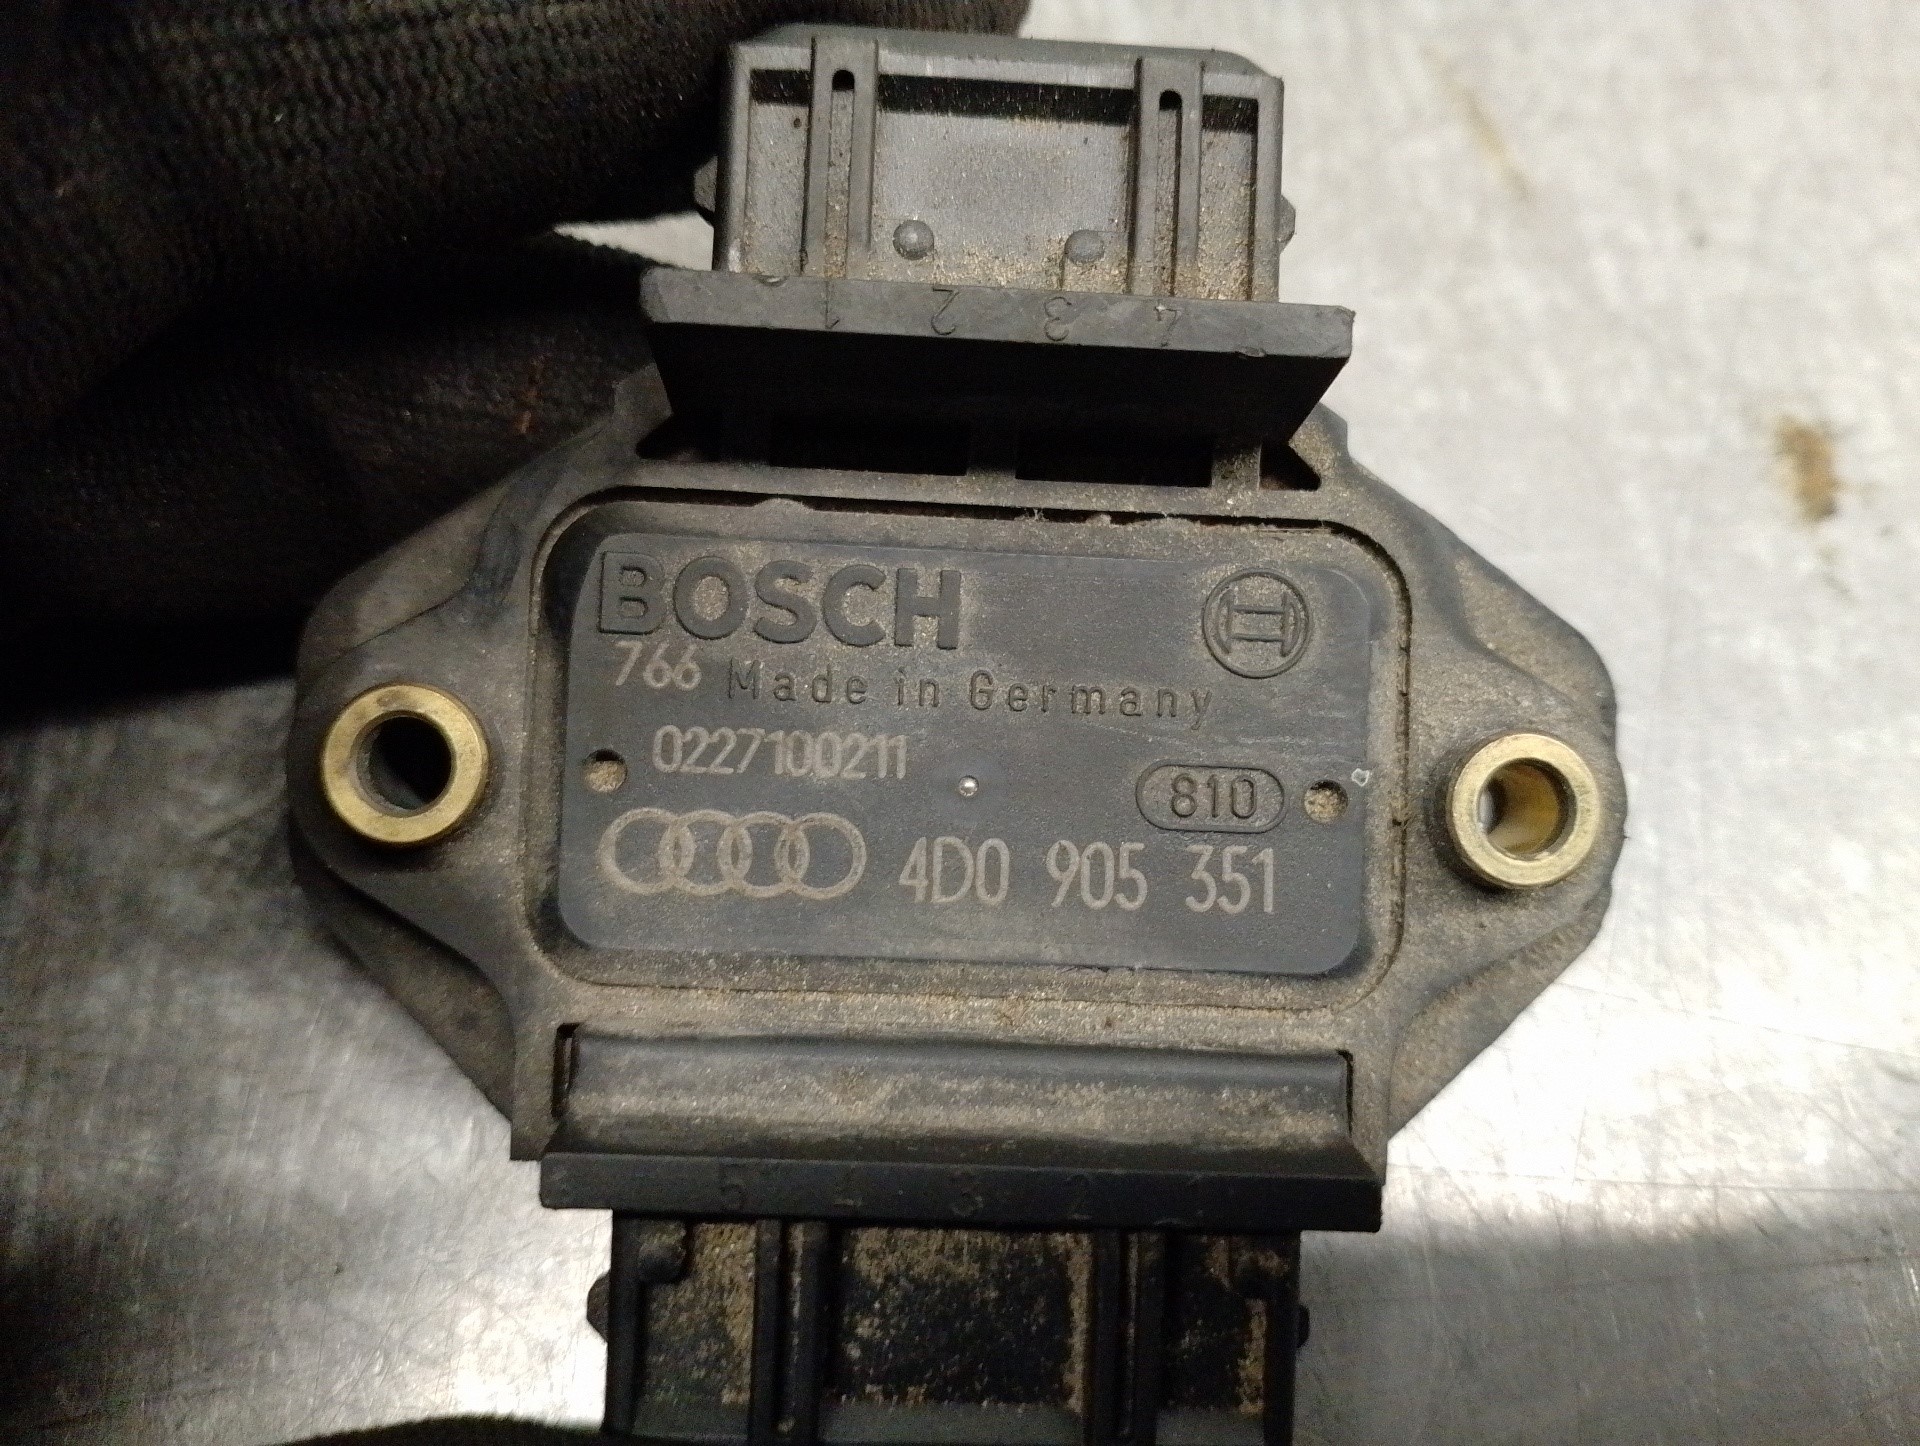 1 2 3 4
BOSCH
766 Made in Germany
0227100211
810
4D0 905 351
5 4 3 2 1